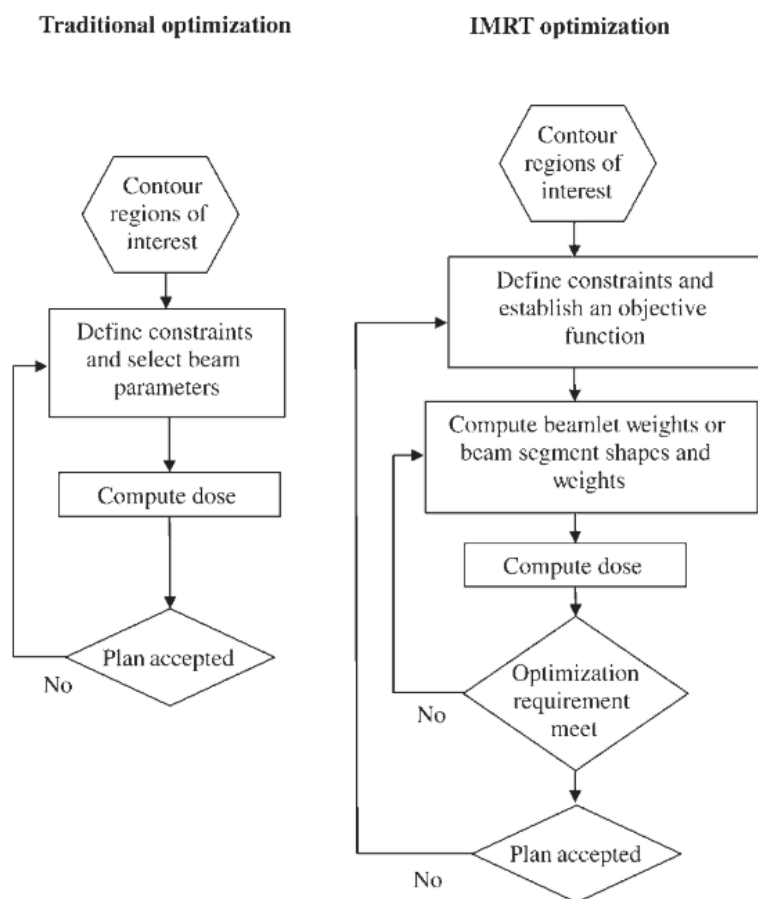 Traditional optimization
Contour
regions of
interest
Define constraints
and select beam
parameters
Compute dose
Plan accepted
No
IMRT optimization
Contour
regions of
interest
Define constraints and
establish an objective
function
Compute beamlet weights or
beam segment shapes and
weights
Compute dose
Optimization
requirement
meet
No
Plan accepted
No